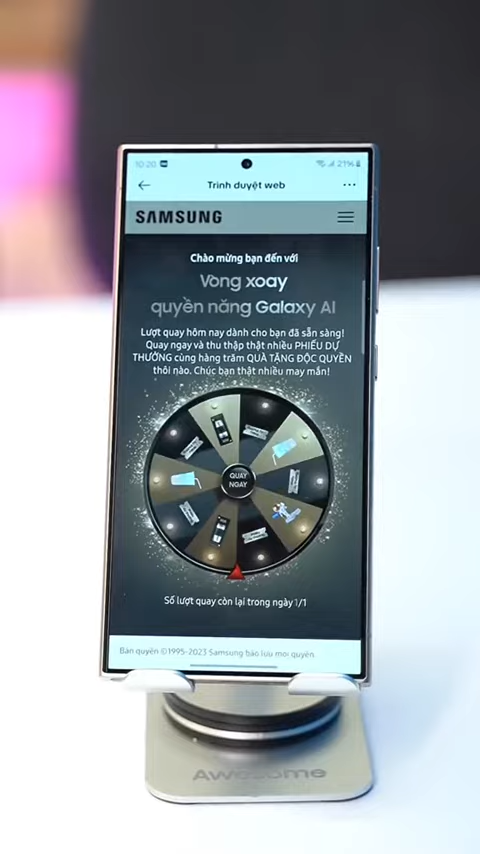 10:20
21%
Trình duyệt web
SAMSUNG
Chào mừng bạn đến với
Vòng xoay
quyền năng Galaxy AI
Lượt quay hôm nay dành cho bạn đã sẵn sàng!
Quay ngay và thu thập thật nhiều PHIẾU DỰ
THƯỞNG cùng hàng trăm QUÀ TẶNG ĐỘC QUYỀN
thôi nào. Chúc bạn thật nhiều may mắn!
QUAY
NGAY
Số lượt quay còn lại trong ngày 1/1
Bản quyền ©1995-2023 Samsung bảo lưu mọi quyền.
Awesome